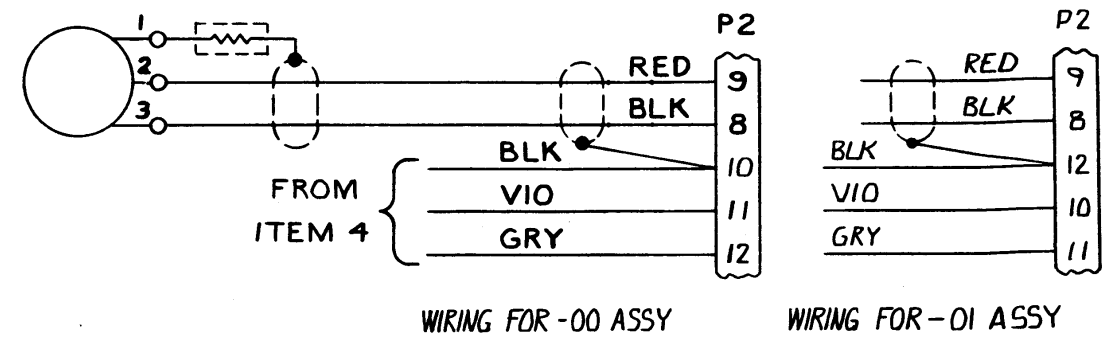 1
2
3
P2
RED 9
BLK 8
BLK 10
VIO 11
GRY 12
FROM
ITEM 4
WIRING FOR -00 ASSY
P2
RED 9
BLK 8
BLK 12
VIO 10
GRY 11
WIRING FOR -01 ASSY